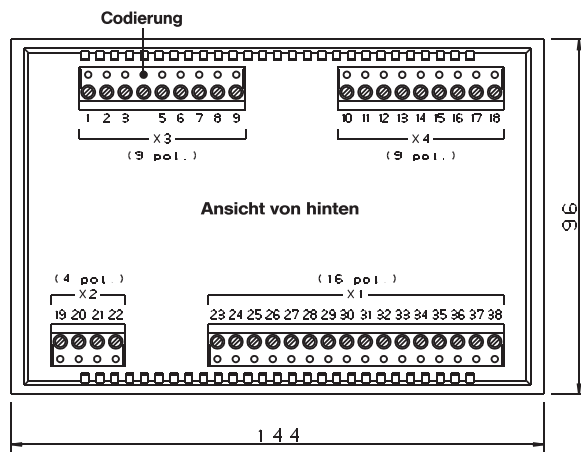 Codierung
1 2 3 5 6 7 8 9
10 11 12 13 14 15 16 17 18
X3
X4
(9 pol.)
(9 pol.)
Ansicht von hinten
96
(4 pol.)
(16 pol.)
X2
X1
19 20 21 22
23 24 25 26 27 28 29 30 31 32 33 34 35 36 37 38
144